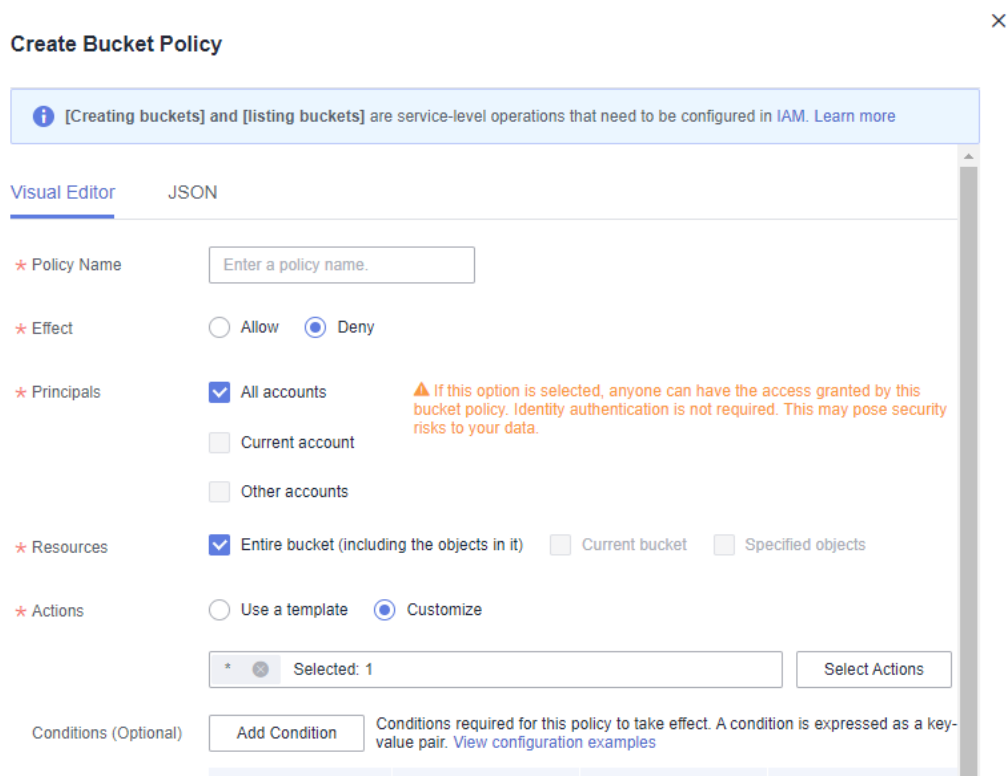 Create Bucket Policy
[Creating buckets] and [listing buckets] are service-level operations that need to be configured in IAM. Learn more
Visual Editor JSON
* Policy Name Enter a policy name.
* Effect Allow Deny
* Principals All accounts If this option is selected, anyone can have the access granted by this
bucket policy. Identity authentication is not required. This may pose security
risks to your data.
Current account
Other accounts
* Resources Entire bucket (including the objects in it) Current bucket Specified objects
* Actions Use a template Customize
* Selected: 1 Select Actions
Conditions (Optional) Add Condition Conditions required for this policy to take effect. A condition is expressed as a key-
value pair. View configuration examples